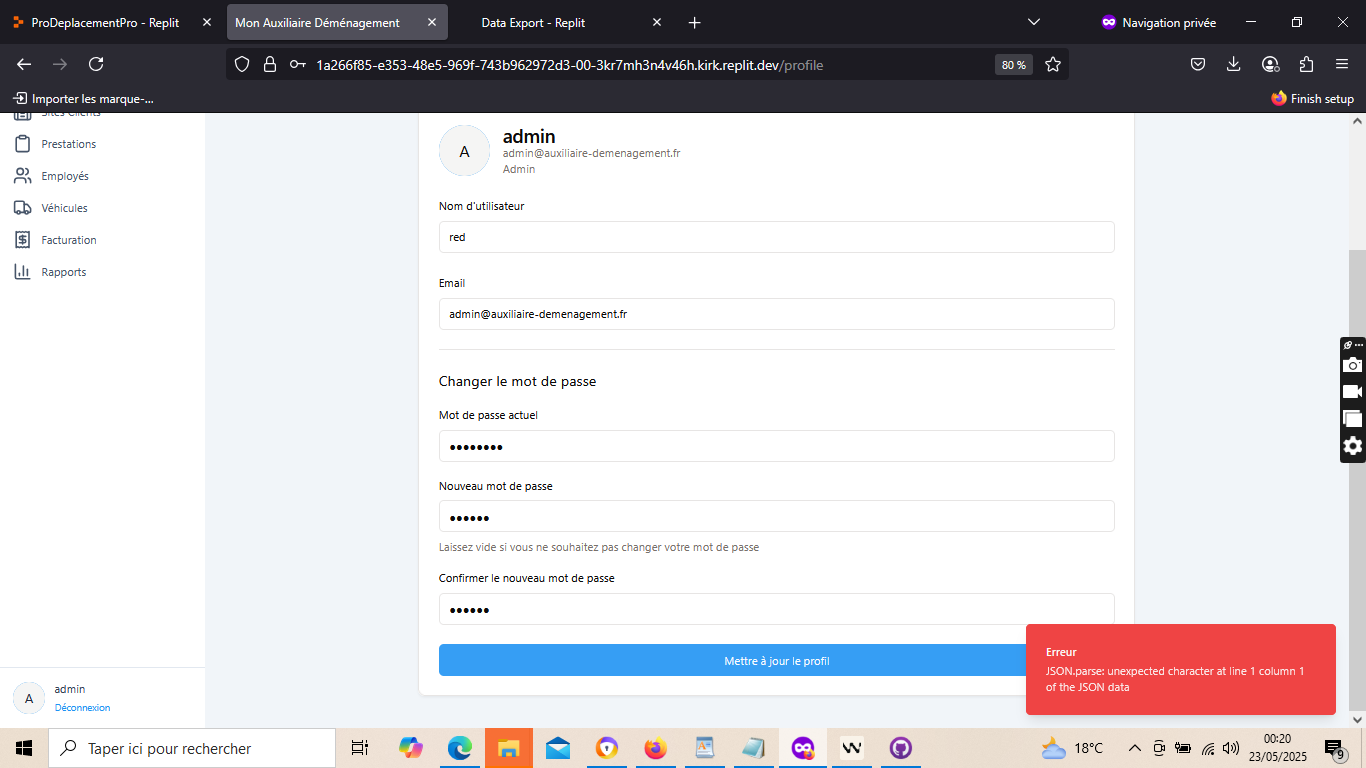 ProDeplacementPro - Replit
Mon Auxiliaire Déménagement
Data Export - Replit
Navigation privée
1a266f85-e353-48e5-969f-743b962972d3-00-3kr7mh3n4v46h.kirk.replit.dev/profile
80 %
Importer les marque-...
Finish setup
Sites Clients
Prestations
Employés
Véhicules
Facturation
Rapports
A
admin
Déconnexion
A
admin
admin@auxiliaire-demenagement.fr
Admin
Nom d'utilisateur
red
Email
admin@auxiliaire-demenagement.fr
Changer le mot de passe
Mot de passe actuel
••••••••
Nouveau mot de passe
••••••
Laissez vide si vous ne souhaitez pas changer votre mot de passe
Confirmer le nouveau mot de passe
••••••
Mettre à jour le profil
Erreur
JSON.parse: unexpected character at line 1 column 1
of the JSON data
Taper ici pour rechercher
18°C
00:20
23/05/2025
9